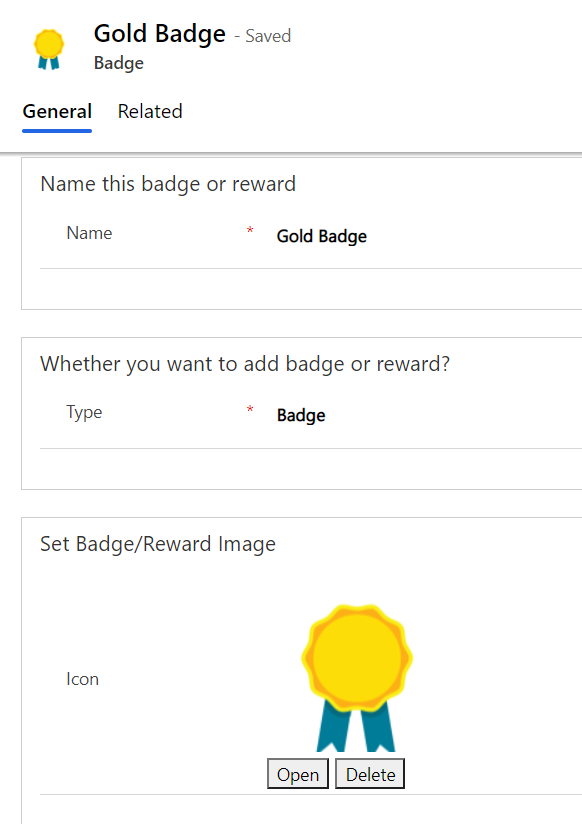 Gold Badge - Saved
Badge
General Related
Name this badge or reward
Name * Gold Badge
Whether you want to add badge or reward?
Type * Badge
Set Badge/Reward Image
Icon
Open Delete